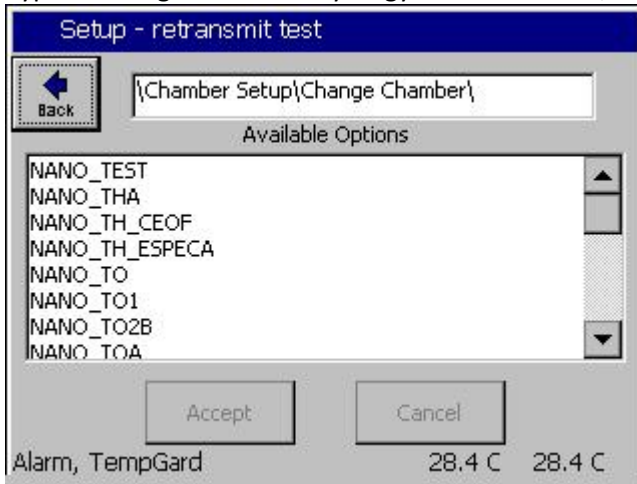 Setup - retransmit test
Back
\Chamber Setup\Change Chamber\
Available Options
NANO_TEST
NANO_THA
NANO_TH_CEOF
NANO_TH_ESPECA
NANO_TO
NANO_TO1
NANO_TO2B
NANO_TOA
Accept Cancel
Alarm, TempGard 28.4 C 28.4 C